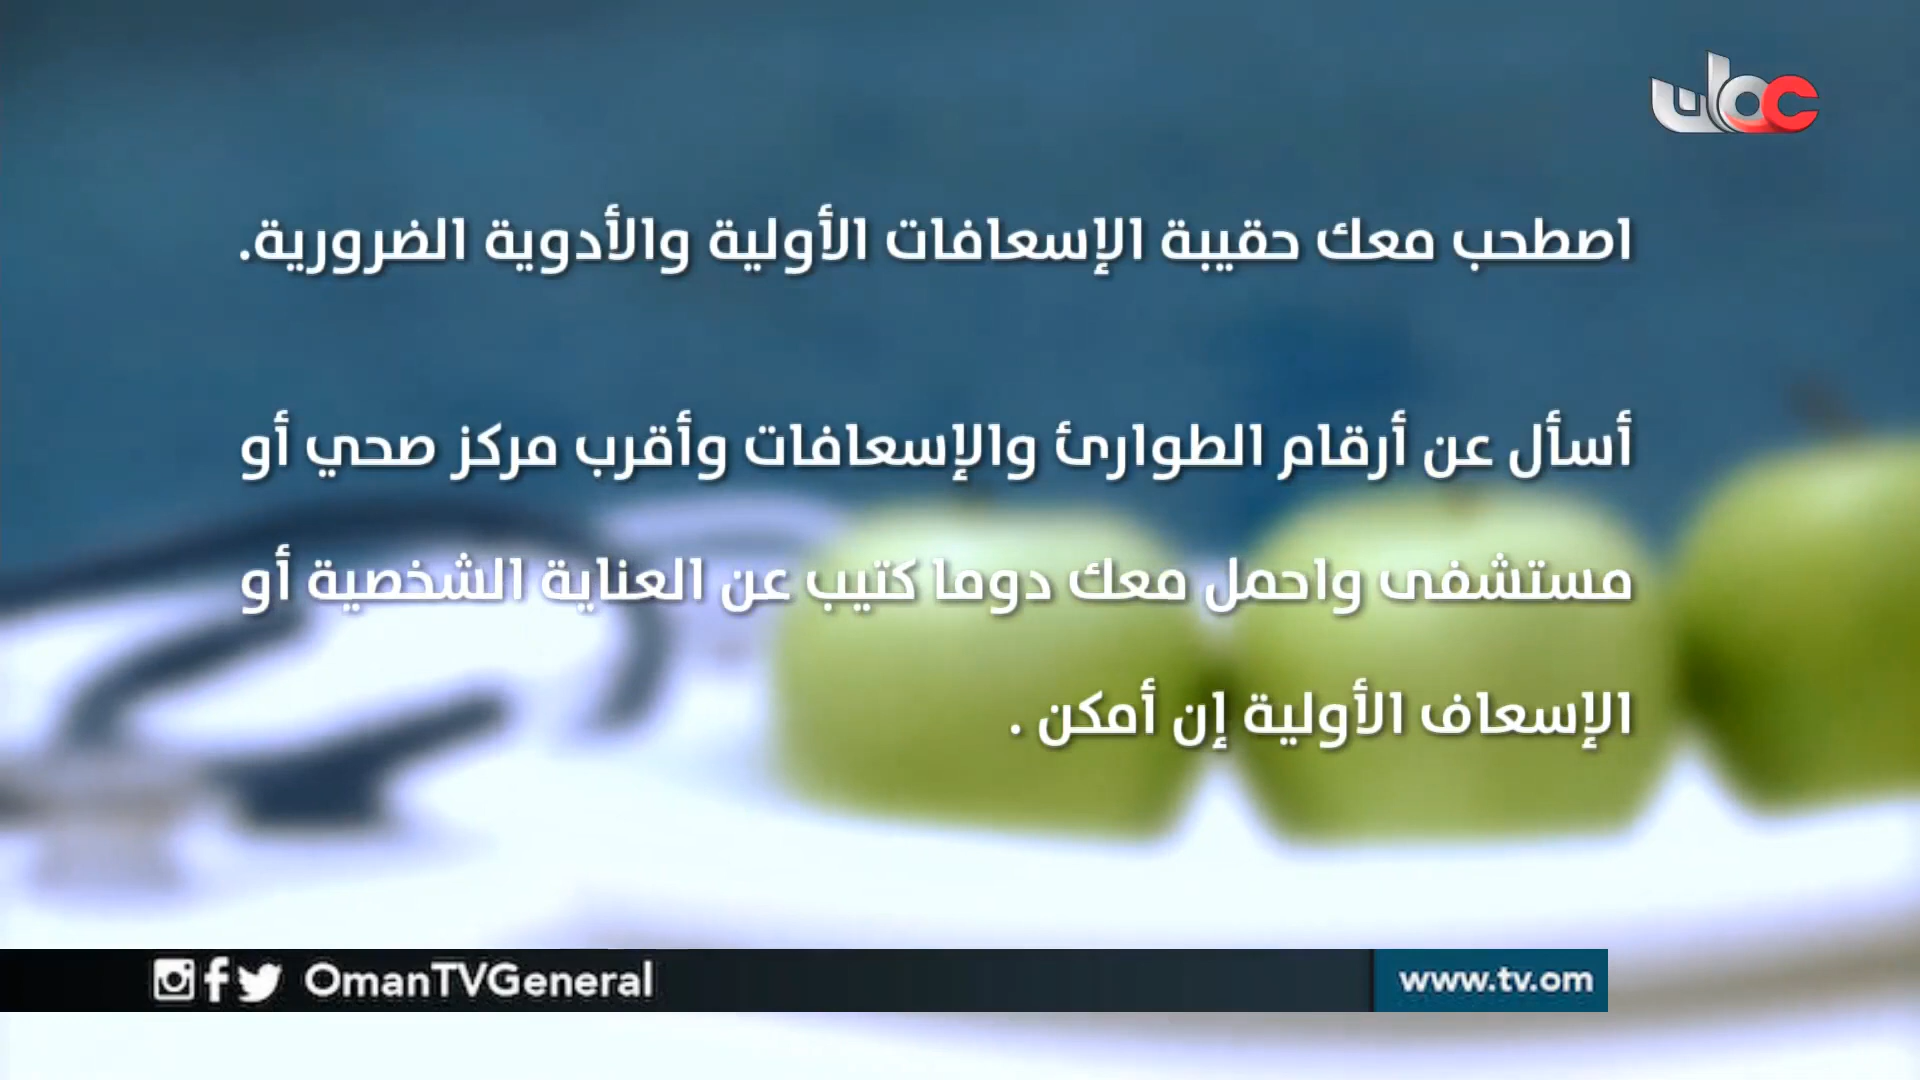 عمان
اصطحب معك حقيبة الإسعافات الأولية والأدوية الضرورية.
أسأل عن أرقام الطوارئ والإسعافات وأقرب مركز صحي أو
مستشفى واحمل معك دوما كتيب عن العناية الشخصية أو
الإسعاف الأولية إن أمكن .
OmanTVGeneral
www.tv.om